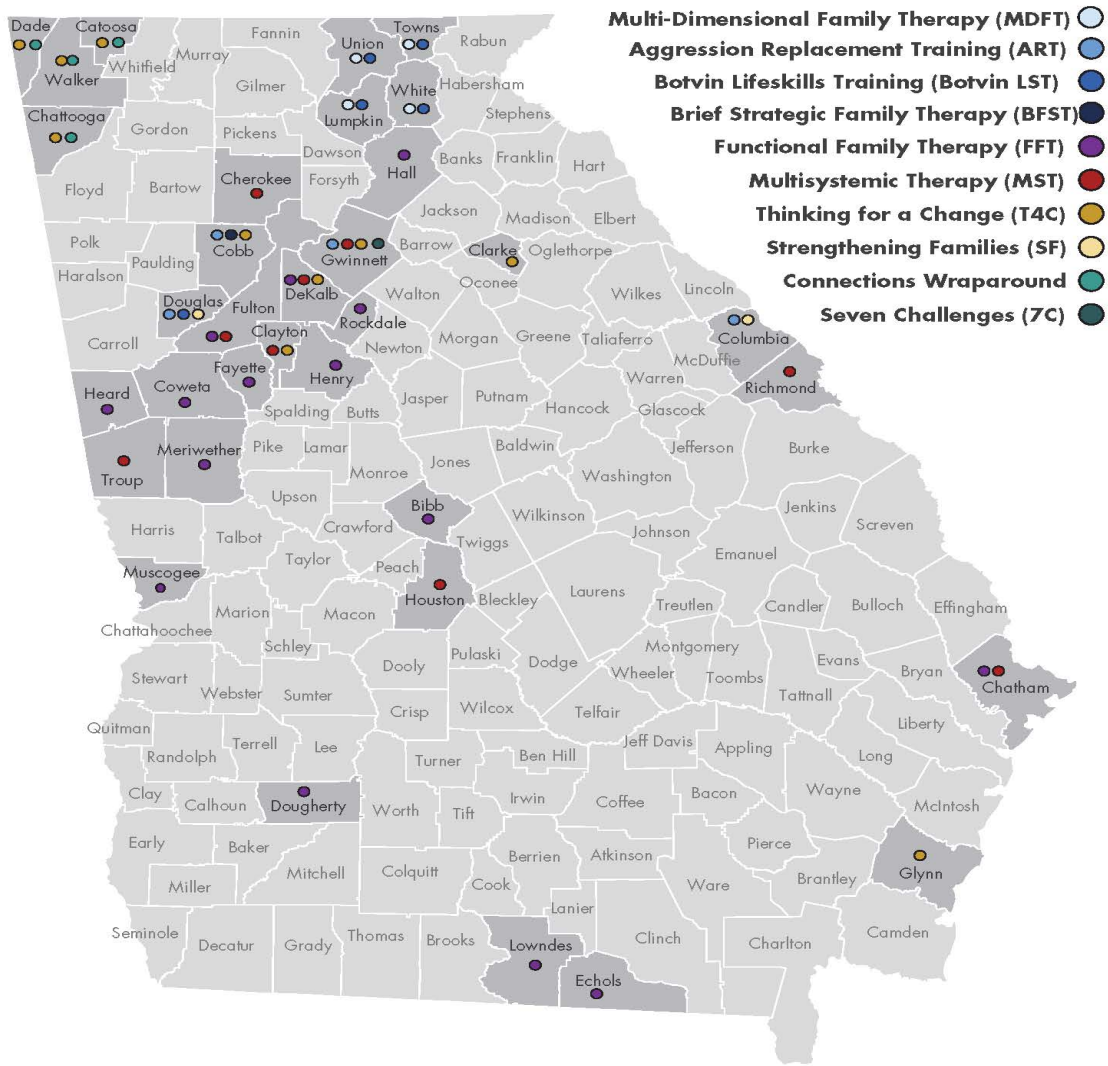 Multi-Dimensional Family Therapy (MDFT)
Aggression Replacement Training (ART)
Botvin Lifeskills Training (Botvin LST)
Brief Strategic Family Therapy (BFST)
Functional Family Therapy (FFT)
Multisystemic Therapy (MST)
Thinking for a Change (T4C)
Strengthening Families (SF)
Connections Wraparound
Seven Challenges (7C)
Dade
Catoosa
Walker
Whitfield
Murray
Fannin
Union
Towns
Rabun
Gilmer
White
Habersham
Lumpkin
Stephens
Chattooga
Gordon
Pickens
Dawson
Hall
Banks
Franklin
Hart
Floyd
Bartow
Cherokee
Forsyth
Jackson
Madison
Elbert
Polk
Cobb
Gwinnett
Barrow
Clarke
Oglethorpe
Haralson
Paulding
Oconee
Douglas
Fulton
DeKalb
Walton
Wilkes
Lincoln
Rockdale
Carroll
Clayton
Newton
Morgan
Greene
Taliaferro
Columbia
McDuffie
Fayette
Henry
Warren
Richmond
Heard
Coweta
Spalding
Butts
Jasper
Putnam
Hancock
Glascock
Troup
Meriwether
Pike
Lamar
Monroe
Jones
Baldwin
Jefferson
Burke
Washington
Upson
Bibb
Wilkinson
Jenkins
Screven
Harris
Talbot
Crawford
Twiggs
Johnson
Emanuel
Taylor
Peach
Muscogee
Houston
Bleckley
Laurens
Treutlen
Candler
Bulloch
Effingham
Marion
Macon
Chattahoochee
Schley
Dooly
Pulaski
Dodge
Montgomery
Wheeler
Toombs
Evans
Tattnall
Bryan
Chatham
Stewart
Webster
Sumter
Crisp
Wilcox
Telfair
Liberty
Quitman
Randolph
Terrell
Lee
Turner
Ben Hill
Jeff Davis
Appling
Long
Clay
Calhoun
Dougherty
Worth
Tift
Irwin
Coffee
Bacon
Wayne
McIntosh
Early
Baker
Mitchell
Colquitt
Berrien
Atkinson
Pierce
Brantley
Glynn
Miller
Cook
Lanier
Ware
Seminole
Decatur
Grady
Thomas
Brooks
Lowndes
Clinch
Charlton
Camden
Echols